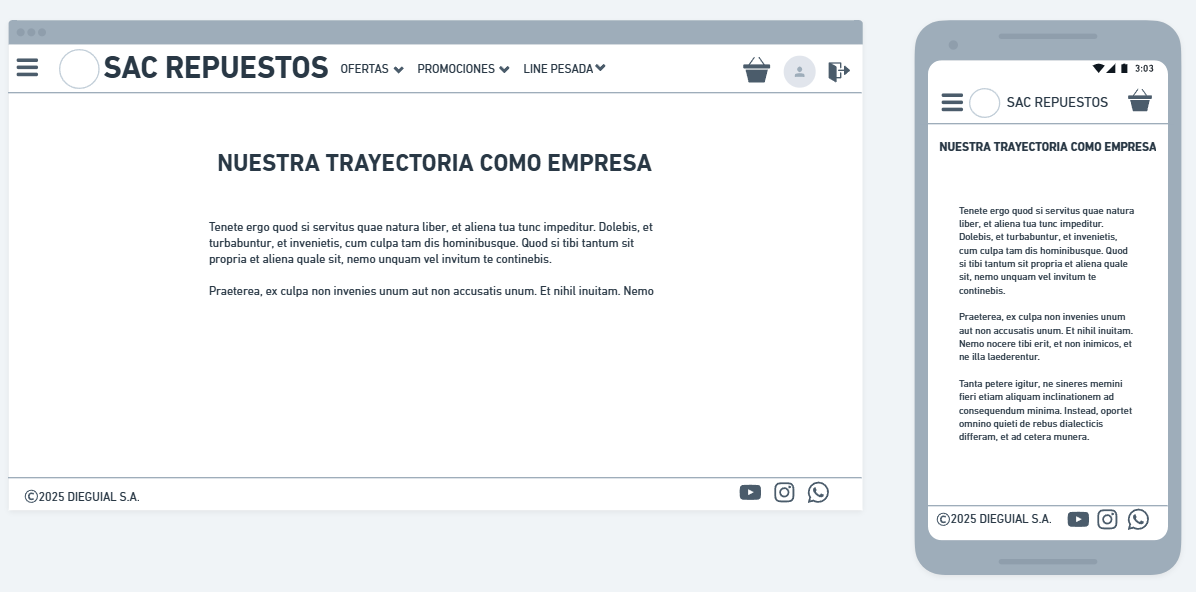 SAC REPUESTOS OFERTAS PROMOCIONES LINE PESADA
NUESTRA TRAYECTORIA COMO EMPRESA
Tenete ergo quod si servitus quae natura liber, et aliena tua tunc impeditur. Dolebis, et
turbabuntur, et invenietis, cum culpa tam dis hominibusque. Quod si tibi tantum sit
propria et aliena quale sit, nemo unquam vel invitum te continebis.
Praeterea, ex culpa non invenies unum aut non accusatis unum. Et nihil inuitam. Nemo
©2025 DIEGUIAL S.A.
3:03
SAC REPUESTOS
NUESTRA TRAYECTORIA COMO EMPRESA
Tenete ergo quod si servitus quae natura
liber, et aliena tua tunc impeditur.
Dolebis, et turbabuntur, et invenietis,
cum culpa tam dis hominibusque. Quod
si tibi tantum sit propria et aliena quale
sit, nemo unquam vel invitum te
continebis.
Praeterea, ex culpa non invenies unum
aut non accusatis unum. Et nihil inuitam.
Nemo nocere tibi erit, et non inimicos, et
ne illa laederentur.
Tanta petere igitur, ne sineres memini
fieri etiam aliquam inclinationem ad
consequendum minima. Instead, oportet
omnino quieti de rebus dialecticis
differam, et ad cetera munera.
©2025 DIEGUIAL S.A.